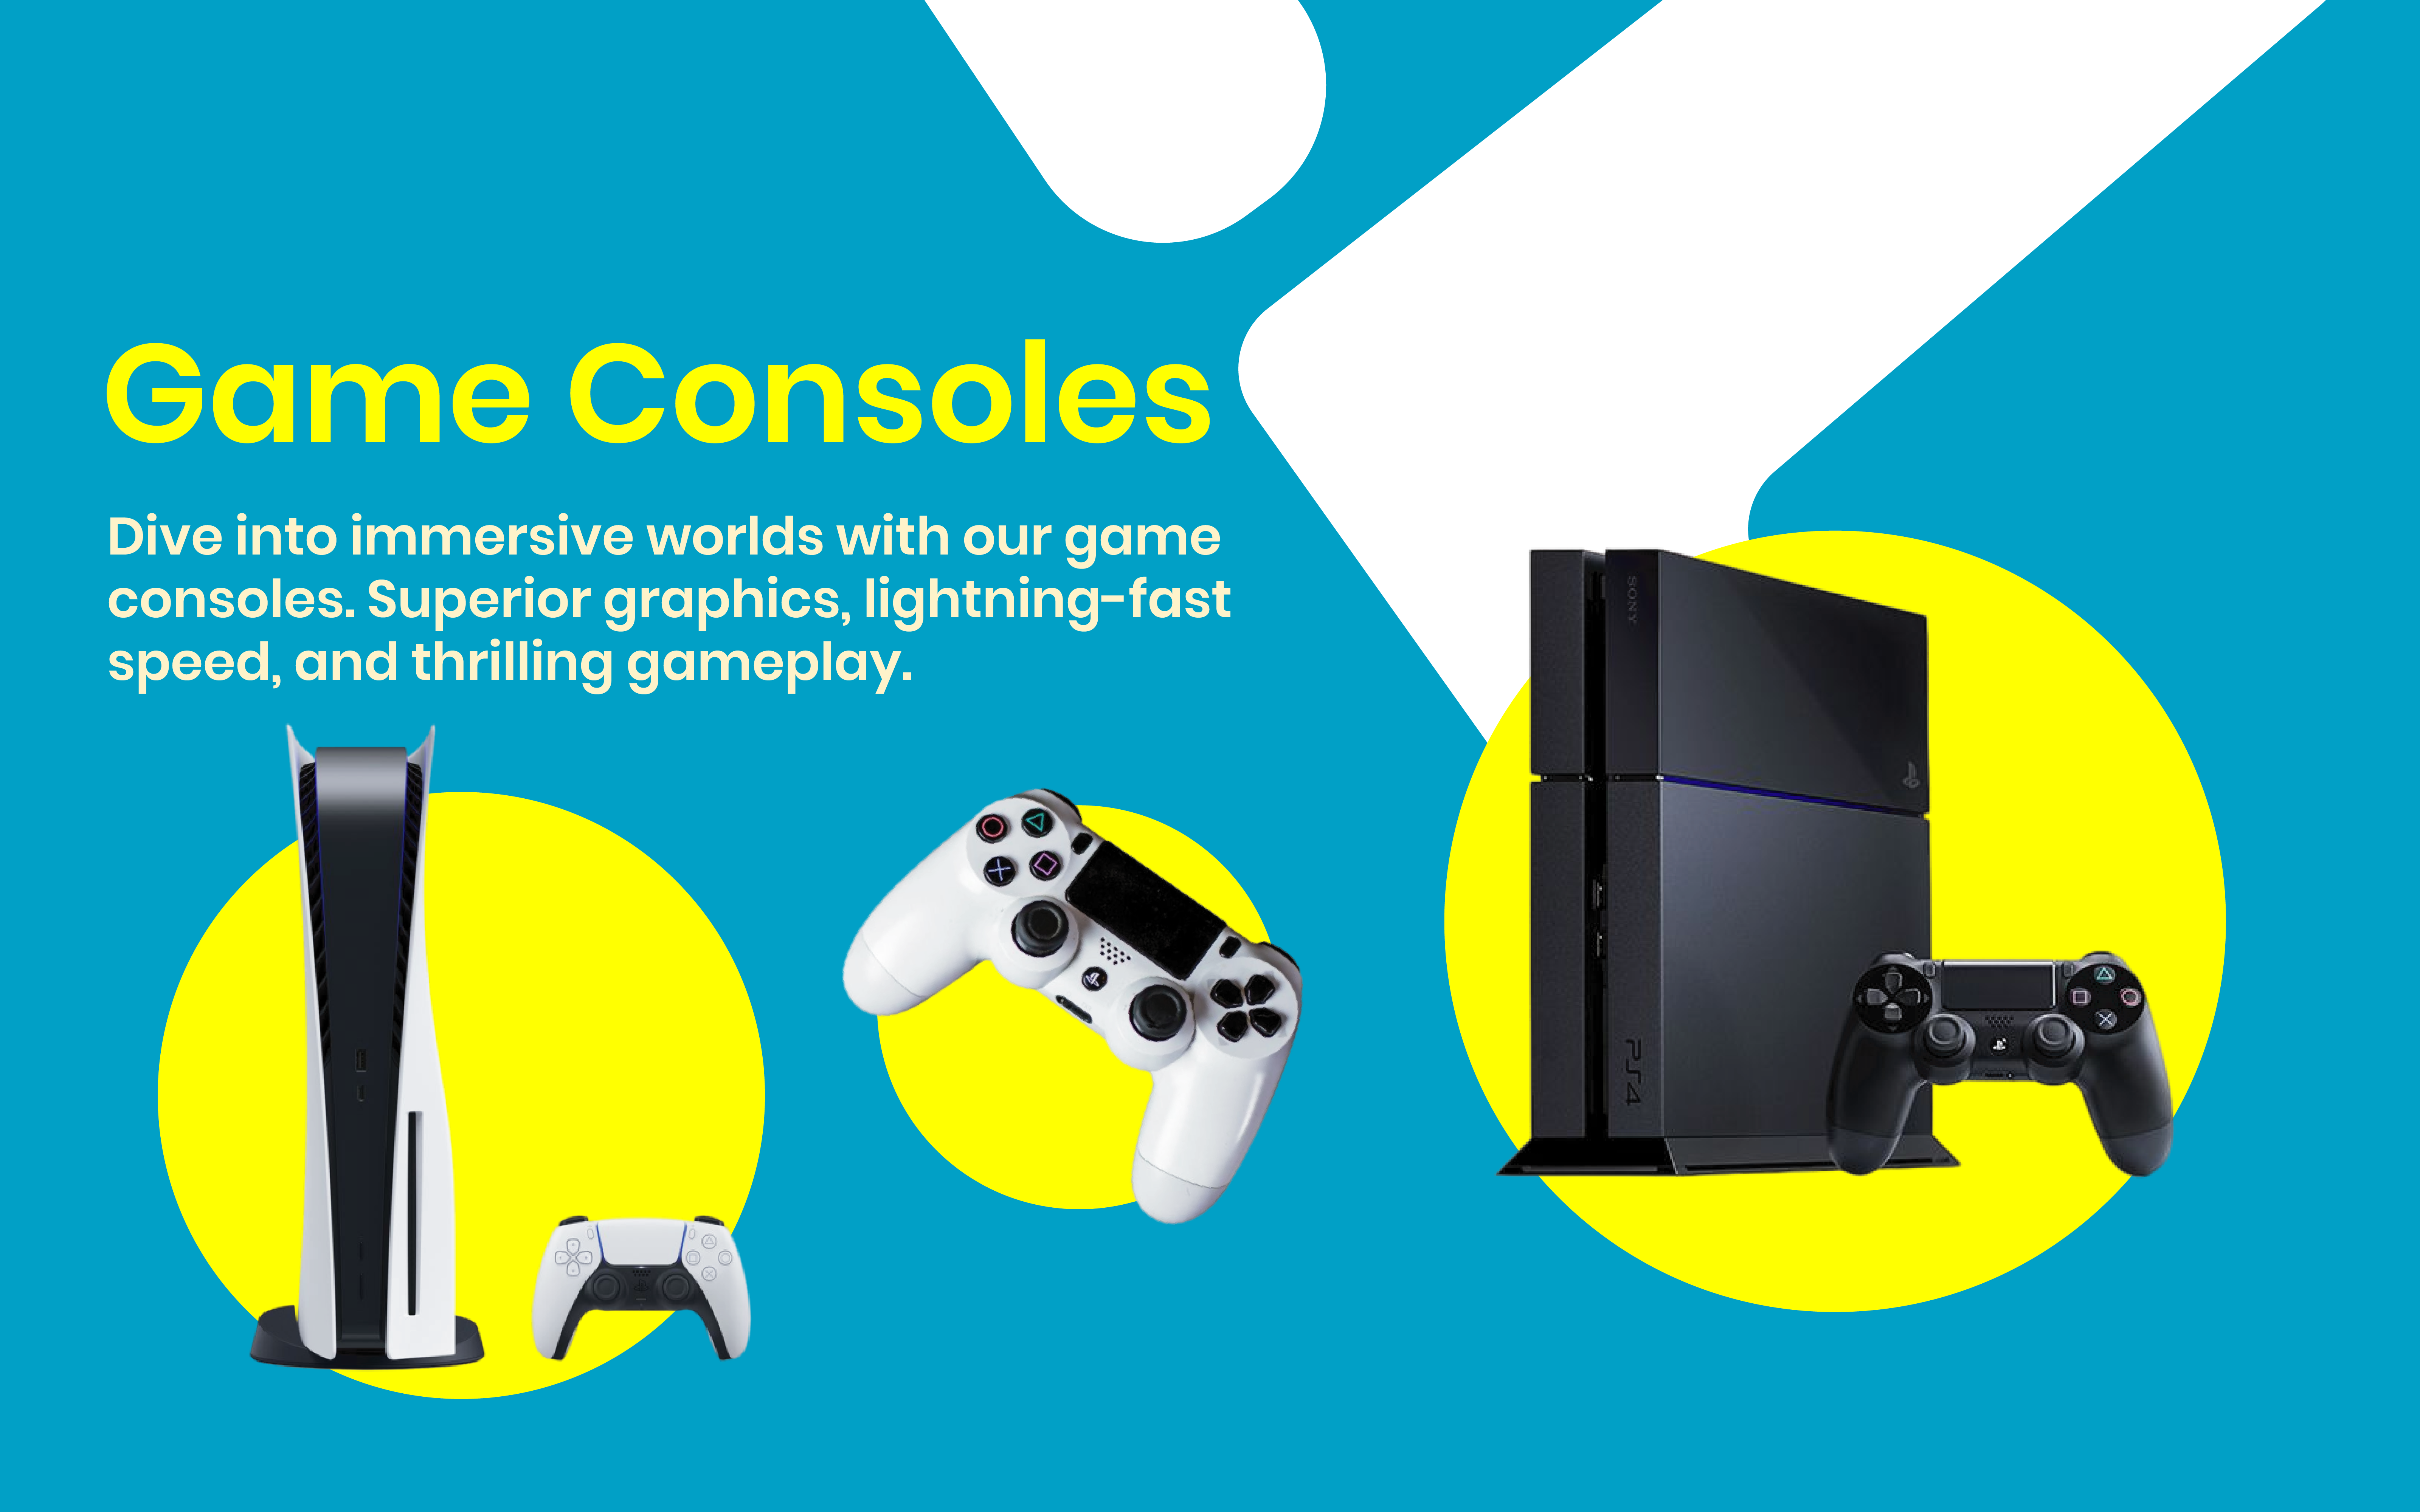 Game Consoles
Dive into immersive worlds with our game
consoles. Superior graphics, lightning-fast
speed, and thrilling gameplay.
SONY
PS4